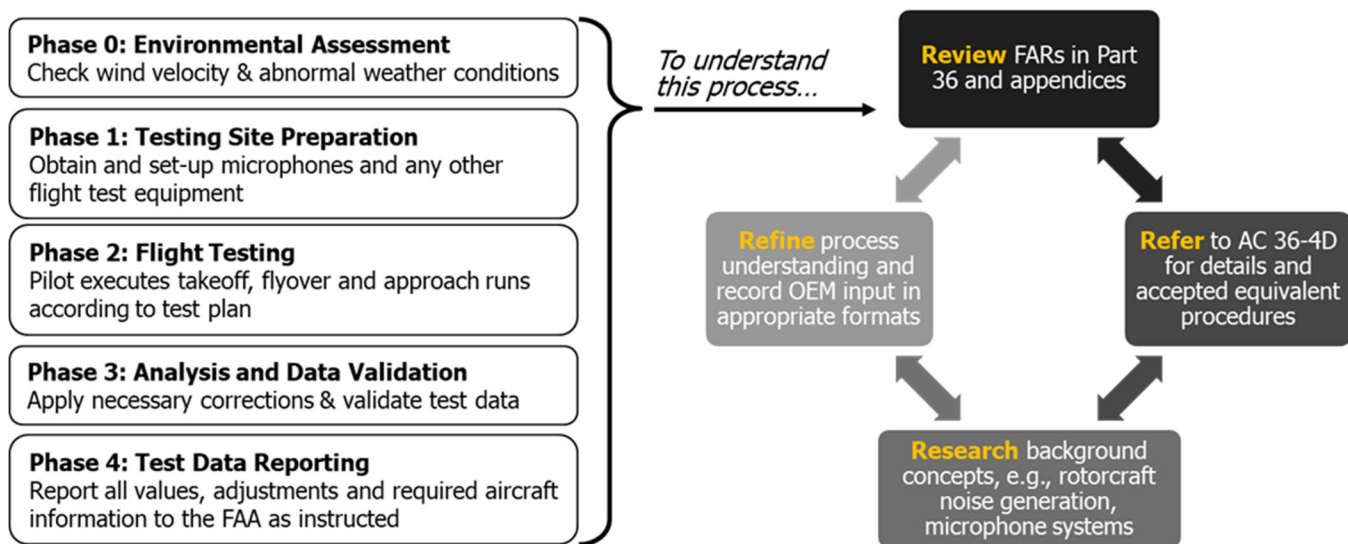 Phase 0: Environmental Assessment
Check wind velocity & abnormal weather conditions
Phase 1: Testing Site Preparation
Obtain and set-up microphones and any other
flight test equipment
Phase 2: Flight Testing
Pilot executes takeoff, flyover and approach runs
according to test plan
Phase 3: Analysis and Data Validation
Apply necessary corrections & validate test data
Phase 4: Test Data Reporting
Report all values, adjustments and required aircraft
information to the FAA as instructed
To understand
this process...
Review FARs in Part
36 and appendices
Refine process
understanding and
record OEM input in
appropriate formats
Refer to AC 36-4D
for details and
accepted equivalent
procedures
Research background
concepts, e.g., rotorcraft
noise generation,
microphone systems